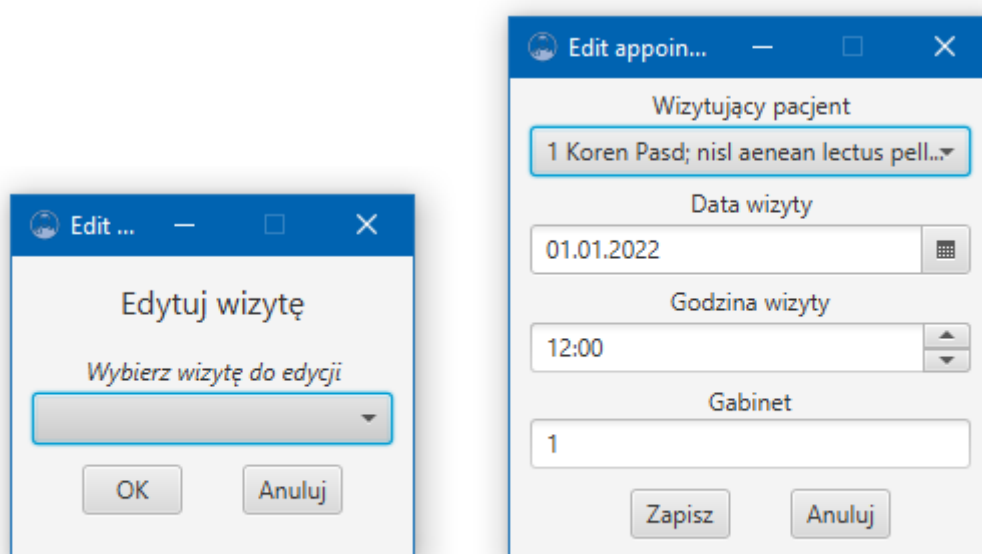 Edit ...
Edytuj wizytę
Wybierz wizytę do edycji
OK Anuluj
Edit appoin...
Wizytujący pacjent
1 Koren Pasd; nisl aenean lectus pell...
Data wizyty
01.01.2022
Godzina wizyty
12:00
Gabinet
1
Zapisz Anuluj